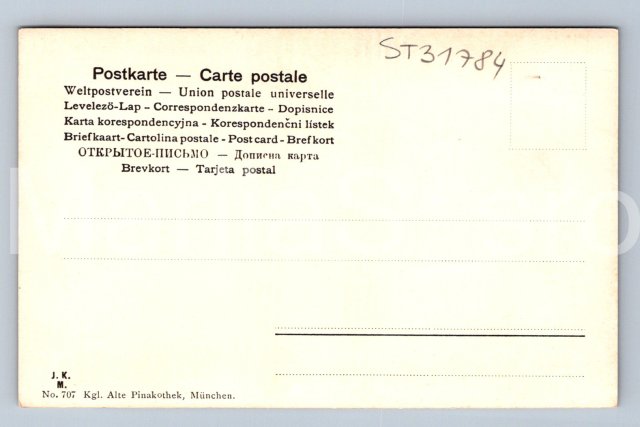 ST31784
Postkarte — Carte postale
Weltpostverein — Union postale universelle
Levelezö-Lap – Correspondenzkarte – Dopisnice
Karta korespondencyjna – Korespondenčni lístek
Briefkaart – Cartolina postale – Post card – Brefkort
ОТКРЫТОЕ-ПИСЬМО — Дописна карта
Brevkort — Tarjeta postal
J. K.
M.
No. 707 Kgl. Alte Pinakothek, München.